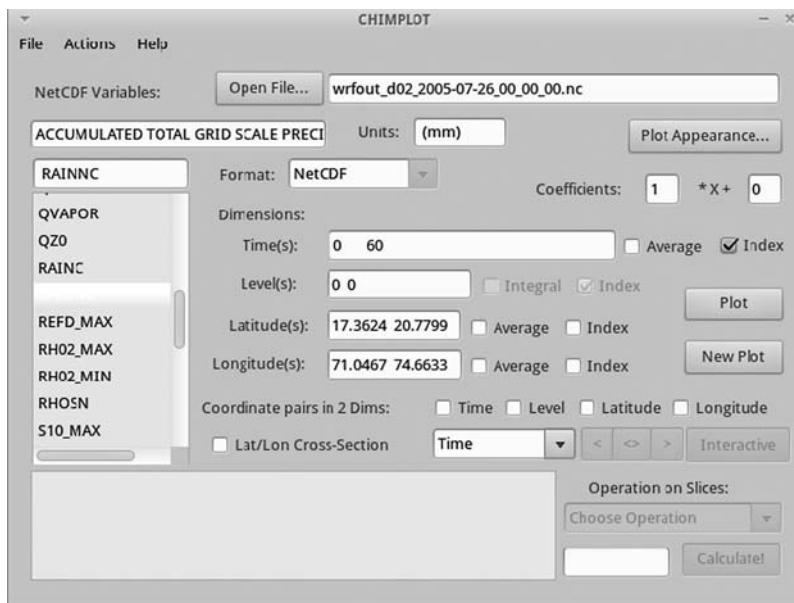 CHIMPLOT
File Actions Help
NetCDF Variables: Open File... wrfout_d02_2005-07-26_00_00_00.nc
ACCUMULATED TOTAL GRID SCALE PRECI Units: (mm) Plot Appearance...
RAINNC Format: NetCDF
Coefficients: 1 * X + 0
QVAPOR Dimensions:
QZ0 Time(s): 0 60 Average Index
RAINC
Level(s): 0 0 Integral Index
Plot
REFD_MAX Latitude(s): 17.3624 20.7799 Average Index
RH02_MAX
RH02_MIN Longitude(s): 71.0467 74.6633 Average Index New Plot
RHOSN Coordinate pairs in 2 Dims: Time Level Latitude Longitude
S10_MAX Lat/Lon Cross-Section Time < <> > Interactive
Operation on Slices:
Choose Operation
Calculate!